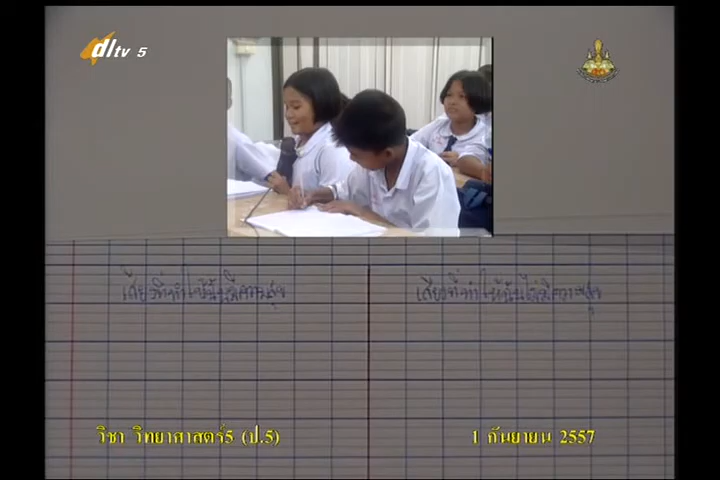 dltv 5
เสียงที่ทำให้ฉันมีความสุข
เสียงที่ทำให้ฉันไม่มีความสุข
วิชา วิทยาศาสตร์5 (ป.5)
1 กันยายน 2557